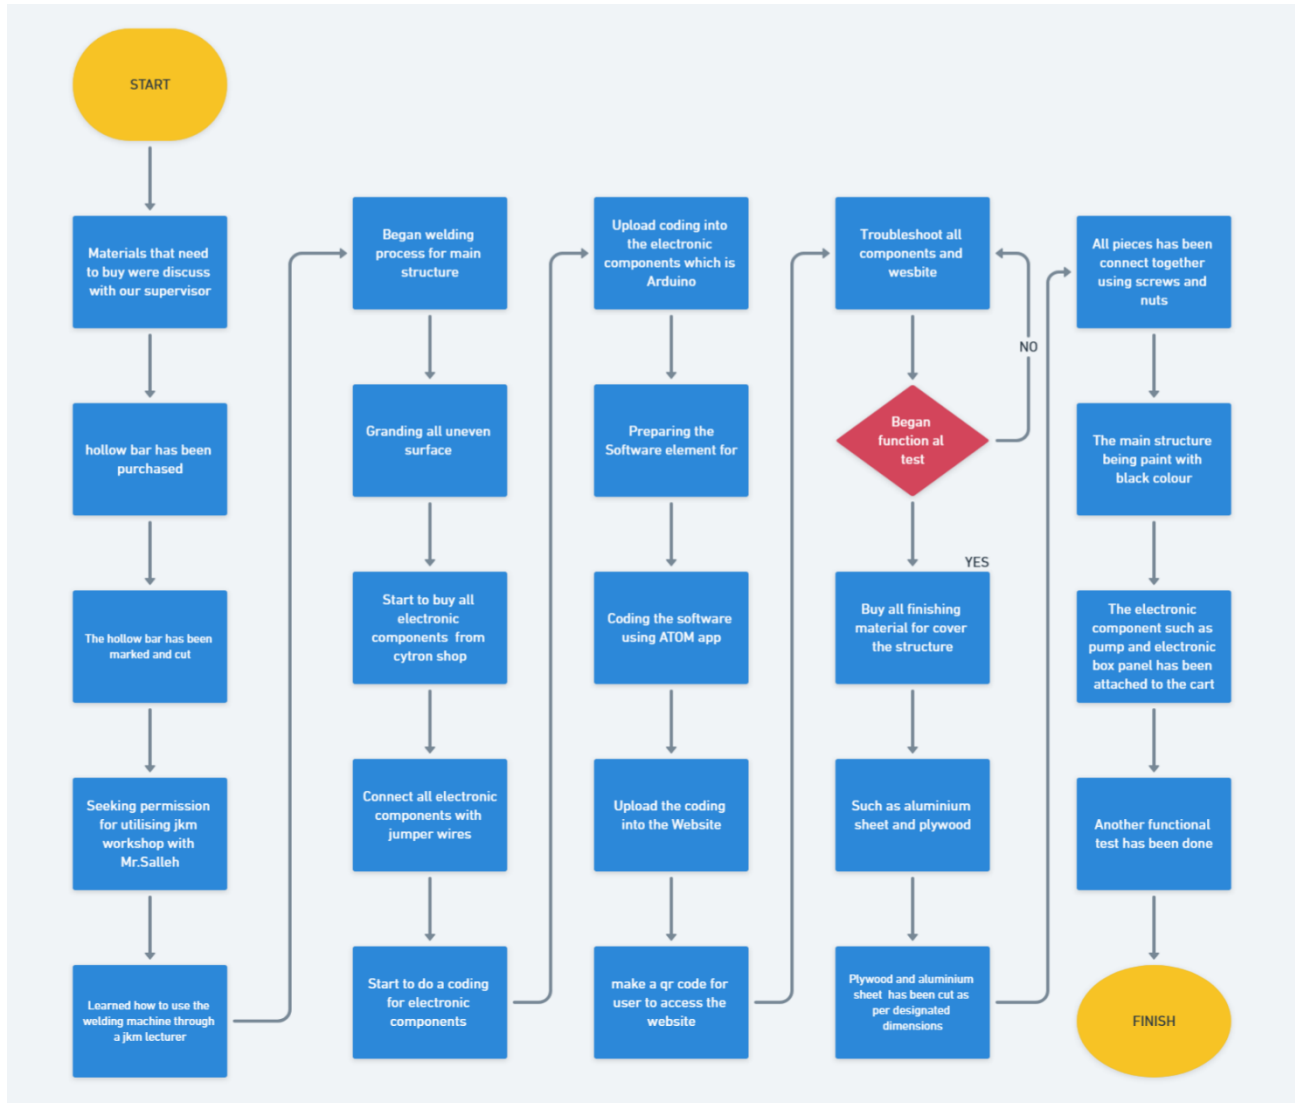 START
Materials that need
to buy were discuss
with our supervisor
hollow bar has been
purchased
The hollow bar has been
marked and cut
Seeking permission
for utilising jkm
workshop with
Mr.Salleh
Learned how to use the
welding machine through
a jkm lecturer
Began welding
process for main
structure
Granding all uneven
surface
Start to buy all
electronic
components from
cytron shop
Connect all electronic
components with
jumper wires
Start to do a coding
for electronic
components
Upload coding into
the electronic
components which is
Arduino
Preparing the
Software element for
Coding the software
using ATOM app
Upload the coding
into the Website
make a qr code for
user to access the
website
Troubleshoot all
components and
wesbite
NO
Began
function al
test
YES
Buy all finishing
material for cover
the structure
Such as aluminium
sheet and plywood
Plywood and aluminium
sheet has been cut as
per designated
dimensions
All pieces has been
connect together
using screws and
nuts
The main structure
being paint with
black colour
The electronic
component such as
pump and electronic
box panel has been
attached to the cart
Another functional
test has been done
FINISH